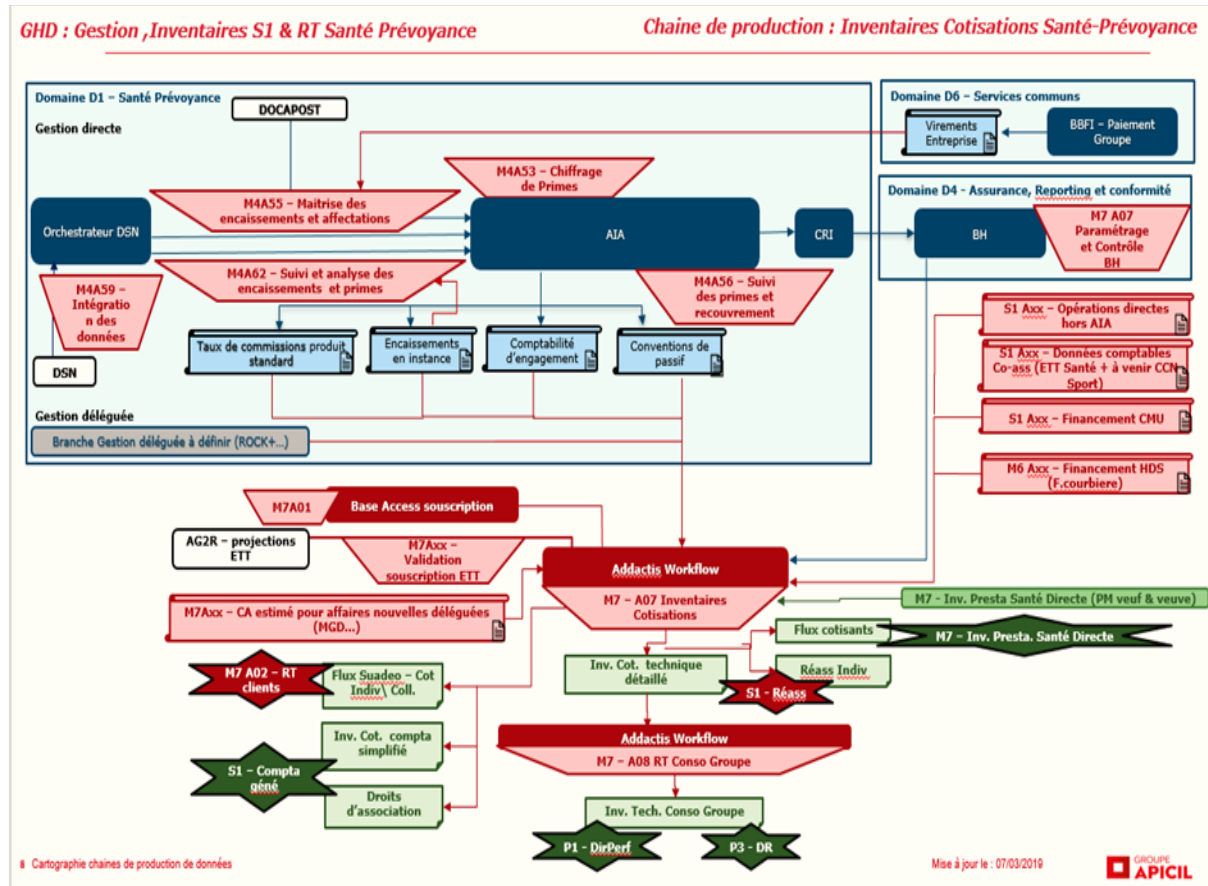 GHD : Gestion ,Inventaires S1 & RT Santé Prévoyance
Chaine de production : Inventaires Cotisations Santé-Prévoyance
Domaine D1 – Santé Prévoyance
DOCAPOST
Gestion directe
Domaine D6 – Services communs
Virements
Entreprise
BBFI – Paiement
Groupe
M4A53 – Chiffrage
de Primes
M4A55 – Maitrise des
encaissements et affectations
Domaine D4 - Assurance, Reporting et conformité
Orchestrateur DSN
AIA
CRI
BH
M7 A07
Paramétrage
et Contrôle
BH
M4A62 – Suivi et analyse des
encaissements et primes
M4A59 –
Intégratio
n des
données
M4A56 – Suivi
des primes et
recouvrement
DSN
Taux de commissions produit
standard
Encaissements
en instance
Comptabilité
d'engagement
Conventions de
passif
S1 Axx – Opérations directes
hors AIA
S1 Axx – Données comptables
Co-ass (ETT Santé + à venir CCN
Sport)
S1 Axx – Financement CMU
M6 Axx – Financement HDS
(F.courbiere)
Gestion déléguée
Branche Gestion déléguée à définir (ROCK+...)
M7A01
Base Access souscription
AG2R – projections
ETT
M7Axx –
Validation
souscription ETT
Addactis Workflow
M7 - A07 Inventaires
Cotisations
M7Axx – CA estimé pour affaires nouvelles déléguées
(MGD...)
M7 - Inv. Presta Santé Directe (PM veuf & veuve)
Flux cotisants
M7 – Inv. Presta. Santé Directe
M7 A02 – RT
clients
Flux Suadeo – Cot
Indiv\ Coll.
Inv. Cot. technique
détaillé
Réass Indiv
S1 - Réass
Inv. Cot. compta
simplifié
S1 – Compta
géné
Droits
d'association
Addactis Workflow
M7 - A08 RT Conso Groupe
Inv. Tech. Conso Groupe
P1 - DirPerf
P3 - DR
8 Cartographie chaines de production de données
Mise à jour le : 07/03/2019
GROUPE
APICIL